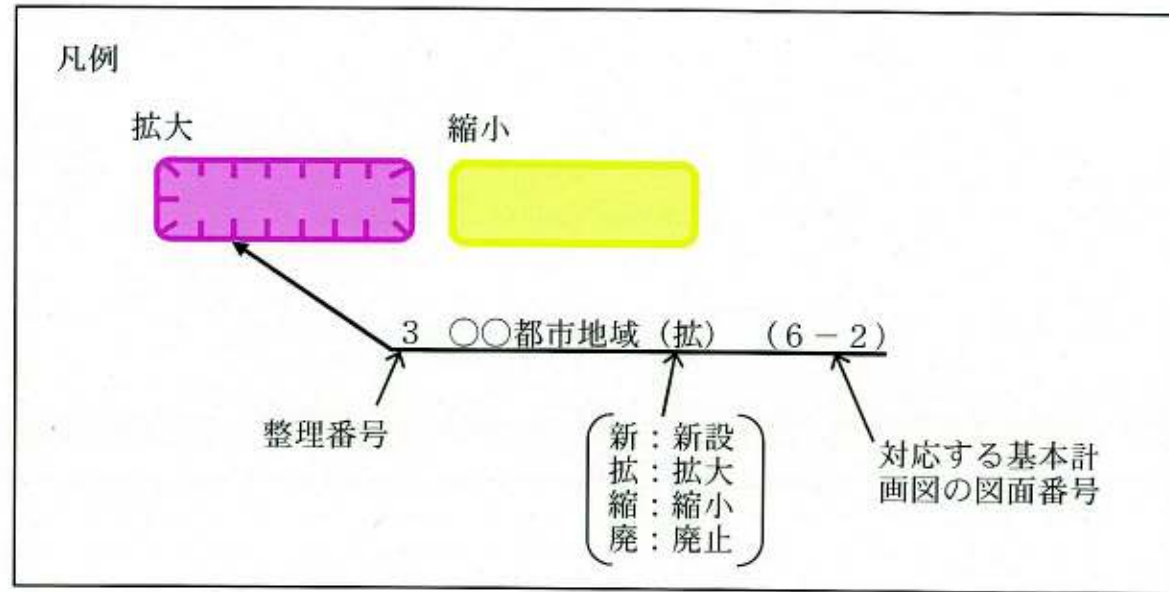 凡例
拡大
縮小
3 ○○都市地域（拡） （6－2）
整理番号
新：新設
拡：拡大
縮：縮小
廃：廃止
対応する基本計
画図の図面番号